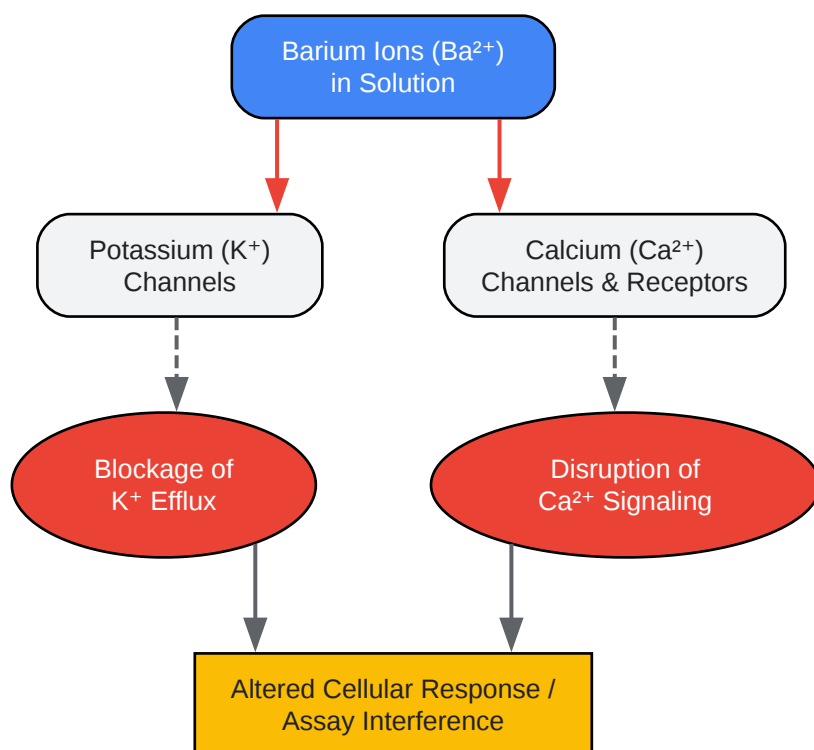 Barium Ions (Ba²⁺)
in Solution
Potassium (K⁺)
Channels
Calcium (Ca²⁺)
Channels & Receptors
Blockage of
K⁺ Efflux
Disruption of
Ca²⁺ Signaling
Altered Cellular Response /
Assay Interference